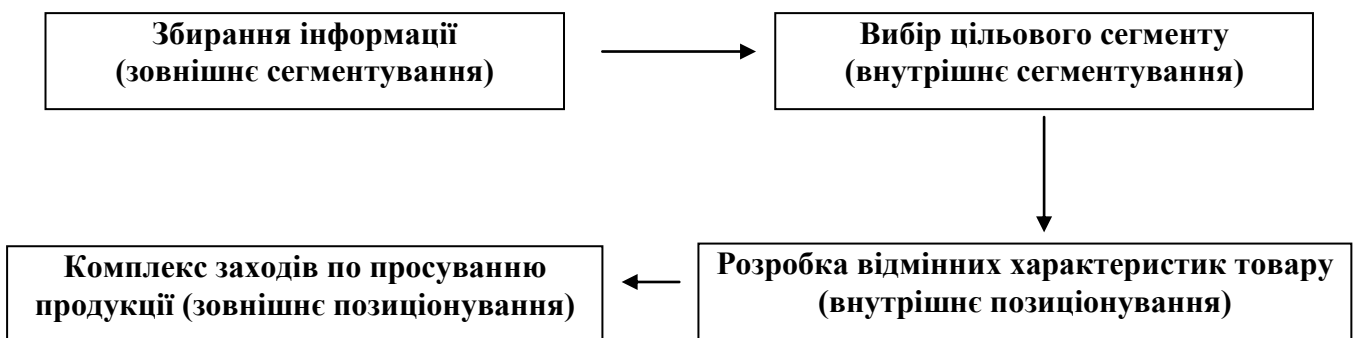 Збирання інформації
(зовнішнє сегментування)
Вибір цільового сегменту
(внутрішнє сегментування)
Розробка відмінних характеристик товару
(внутрішнє позиціонування)
Комплекс заходів по просуванню
продукції (зовнішнє позиціонування)